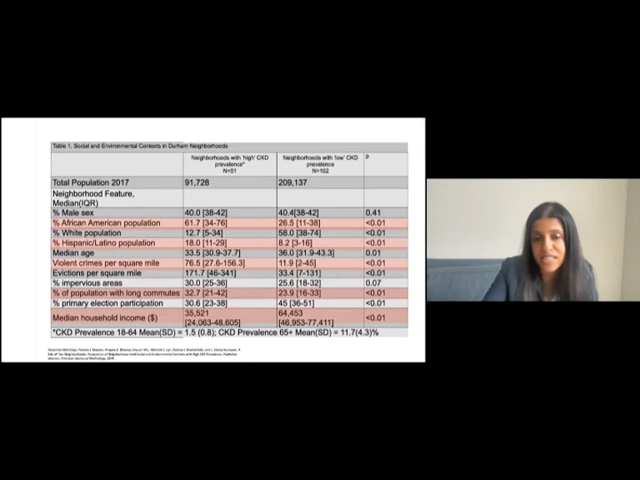 Table 1. Social and Environmental Contexts in Durham Neighborhoods
Neighborhoods with 'high' CKD prevalence* N=51 Neighborhoods with 'low' CKD prevalence N=102 P
Total Population 2017 91,728 209,137
Neighborhood Feature, Median(IQR)
% Male sex 40.0 [38-42] 40.4[38-42] 0.41
% African American population 61.7 [34-76] 26.5 [11-38] <0.01
% White population 12.7 [5-34] 58.0 [38-74] <0.01
% Hispanic/Latino population 18.0 [11-29] 8.2 [3-16] <0.01
Median age 33.5 [30.9-37.7] 36.0 [31.9-43.3] 0.01
Violent crimes per square mile 76.5 [27.6-156.3] 11.9 [2-45] <0.01
Evictions per square mile 171.7 [46-341] 33.4 [7-131] <0.01
% impervious areas 30.0 [25-36] 25.6 [18-32] 0.07
% of population with long commutes 32.7 [21-42] 23.9 [16-33] <0.01
% primary election participation 30.6 [23-38] 45 [36-51] <0.01
Median household income ($) 35,521 [24,063-48,605] 64,453 [46,953-77,411] <0.01
*CKD Prevalence 18-64 Mean(SD) = 1.5 (0.8); CKD Prevalence 65+ Mean(SD) = 11.7(4.3)%